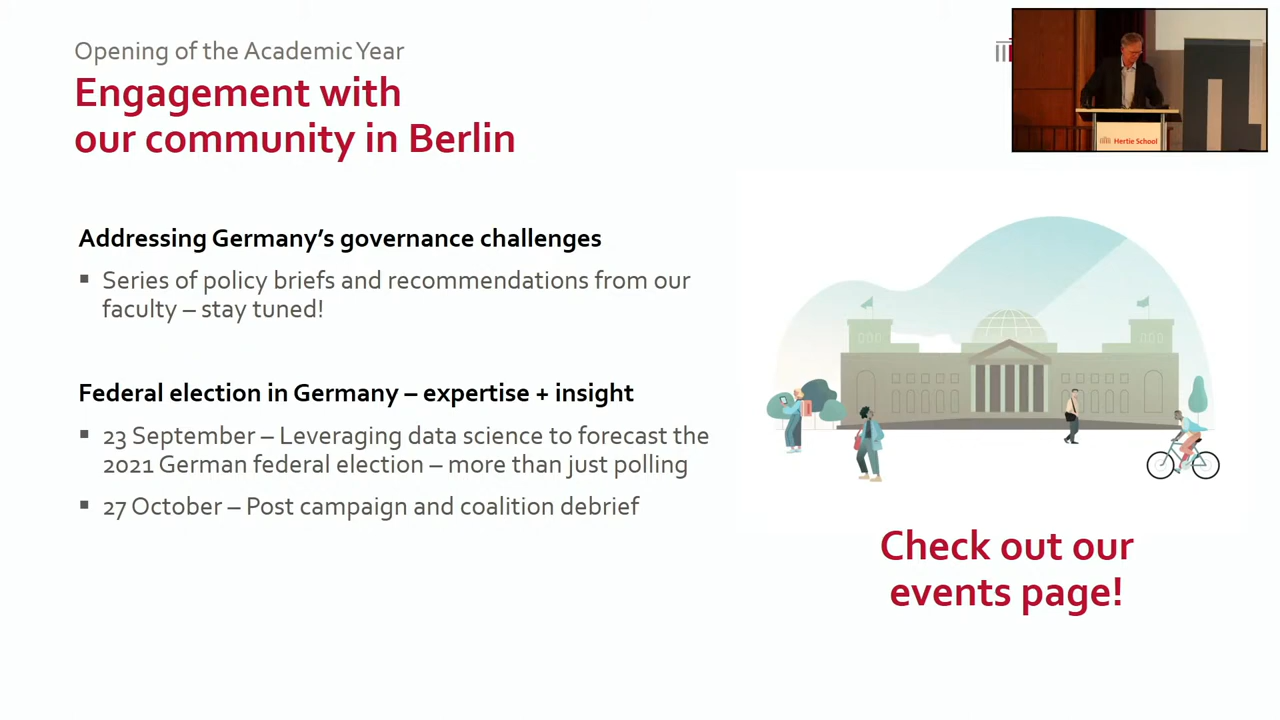 Opening of the Academic Year
Engagement with
our community in Berlin
Hertie School
Addressing Germany’s governance challenges
▪ Series of policy briefs and recommendations from our
faculty – stay tuned!
Federal election in Germany – expertise + insight
▪ 23 September – Leveraging data science to forecast the
2021 German federal election – more than just polling
▪ 27 October – Post campaign and coalition debrief
Check out our
events page!